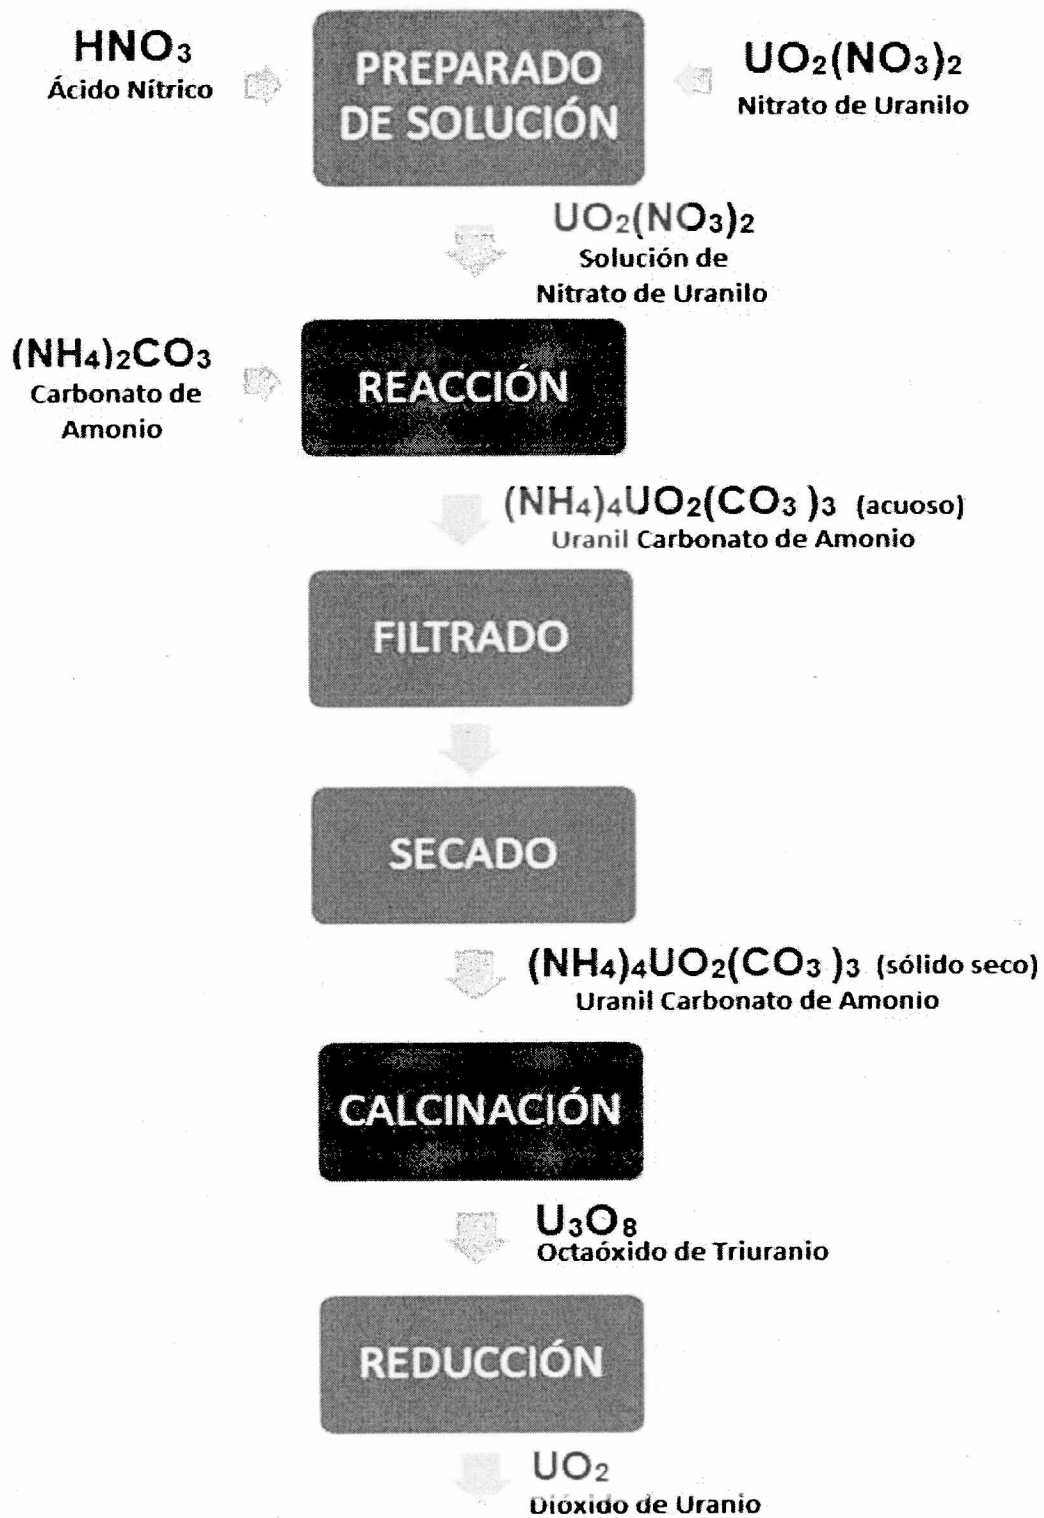 HNO₃
Ácido Nítrico
PREPARADO
DE SOLUCIÓN
UO₂(NO₃)₂
Nitrato de Uranilo
UO₂(NO₃)₂
Solución de
Nitrato de Uranilo
(NH₄)₂CO₃
Carbonato de
Amonio
REACCIÓN
(NH₄)₄UO₂(CO₃ )₃ (acuoso)
Uranil Carbonato de Amonio
FILTRADO
SECADO
(NH₄)₄UO₂(CO₃ )₃ (sólido seco)
Uranil Carbonato de Amonio
CALCINACIÓN
U₃O₈
Octaóxido de Triuranio
REDUCCIÓN
UO₂
Dióxido de Uranio